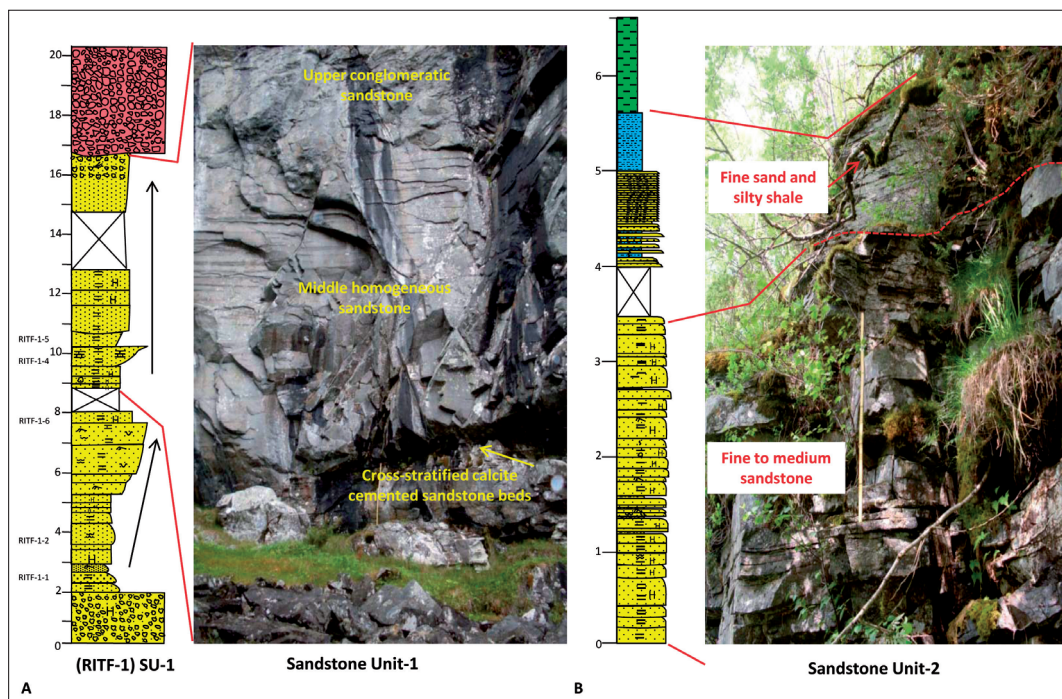 20
18
16
14
12
RITF-1-5
10
RITF-1-4
8
RITF-1-6
6
4
RITF-1-2
RITF-1-1
2
0
(RITF-1) SU-1
A
Upper conglomeratic
sandstone
Middle homogeneous
sandstone
Cross-stratified calcite
cemented sandstone beds
Sandstone Unit-1
6
5
4
3
2
1
0
B
Fine sand and
silty shale
Fine to medium
sandstone
Sandstone Unit-2